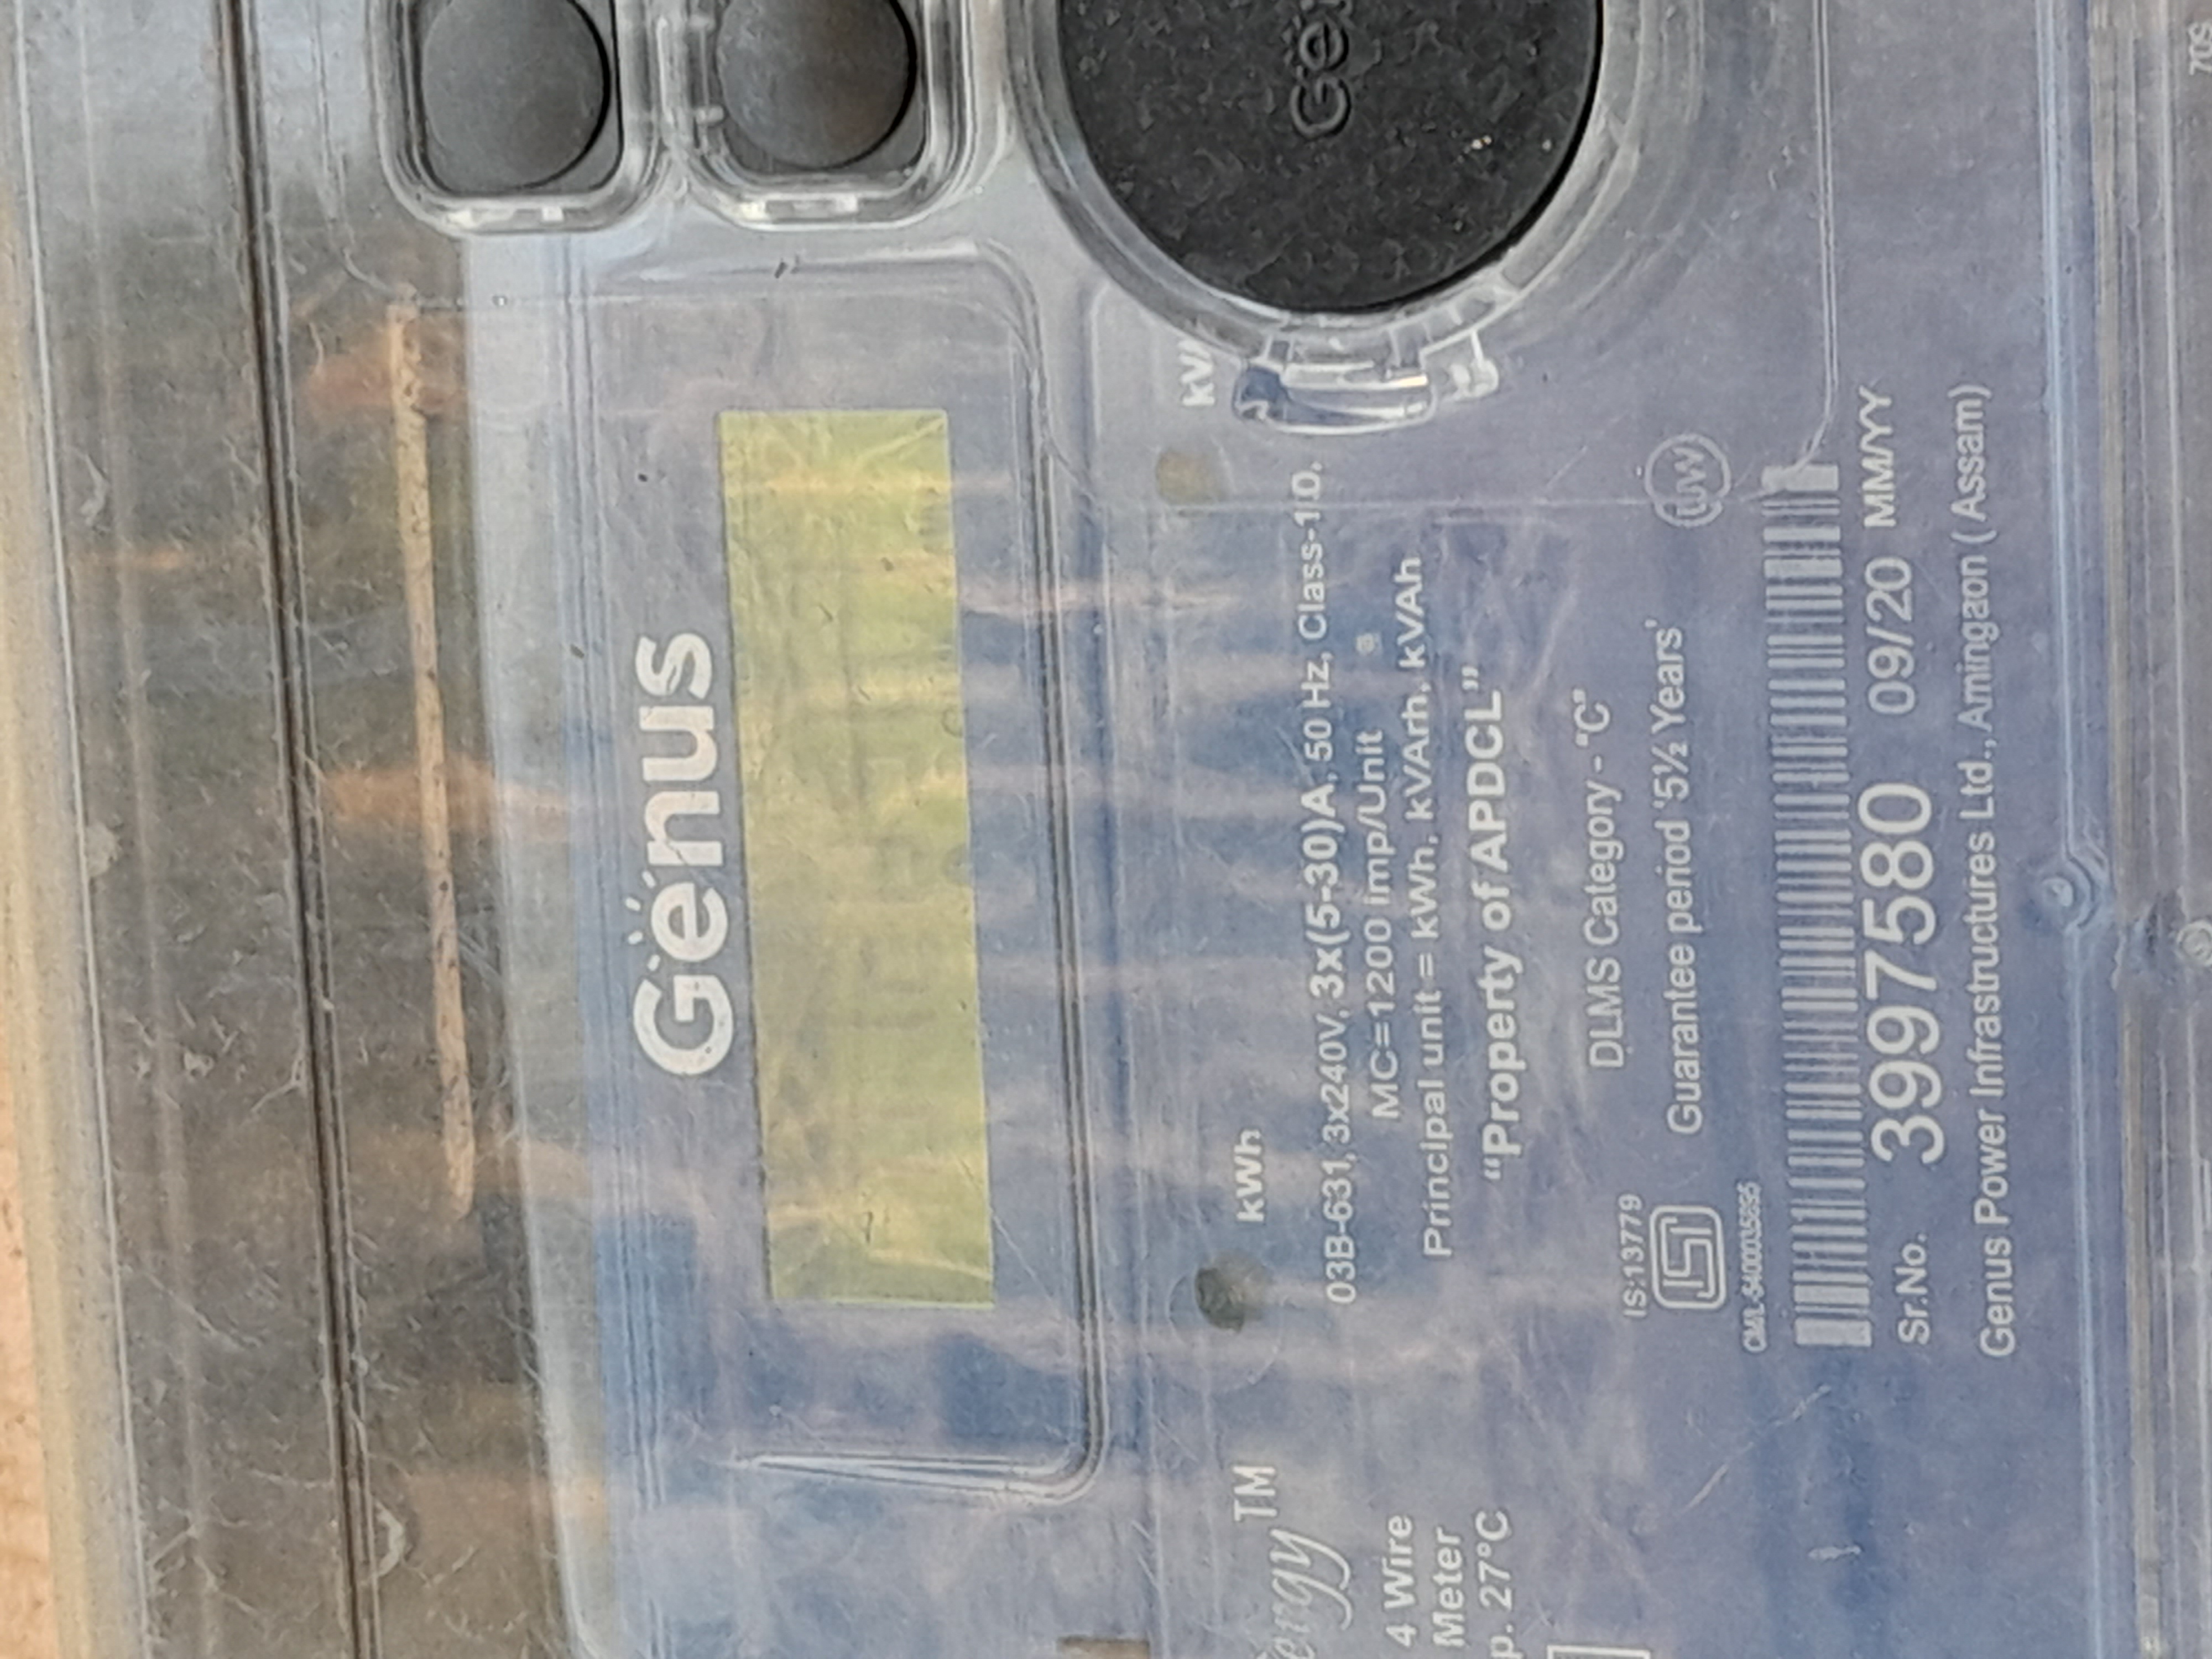 Genus
kWh
03B-631, 3x240V, 3x(5-30)A, 50 Hz, Class-1.0,
MC=1200 imp/Unit
Principal unit = kWh, kVArh, kVAh
"Property of APDCL"
DLMS Category - "C"
IS:13779
Guarantee period '5½ Years'
UW
Sr.No. 3997580 09/20 MM/YY
Genus Power Infrastructures Ltd., Amingaon ( Assam)
TM
4 Wire
Meter
27°C